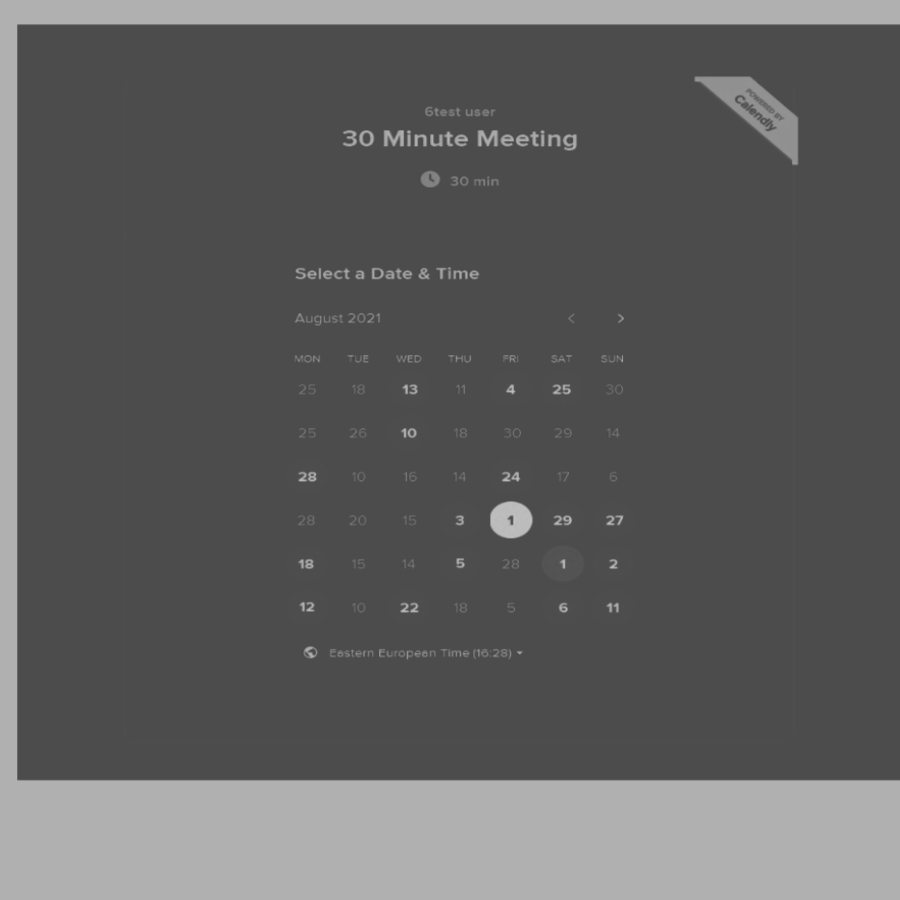 POWERED BY
Calendly
6test user
30 Minute Meeting
30 min
Select a Date & Time
August 2021
MON TUE WED THU FRI SAT SUN
25 18 13 11 4 25 30
25 26 10 18 30 29 14
28 10 16 14 24 17 6
28 20 15 3 1 29 27
18 15 14 5 28 1 2
12 10 22 18 5 6 11
Eastern European Time (16:28)